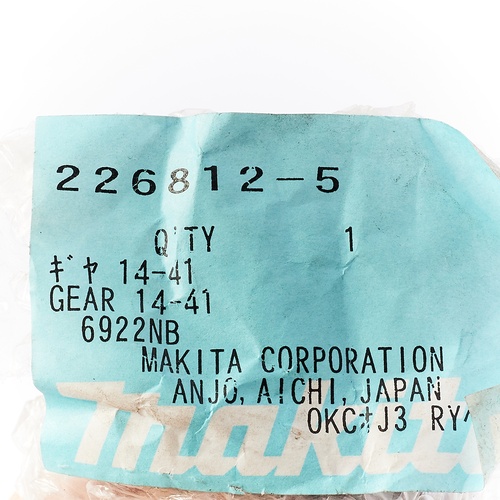 226812-5
Q'TY 1
ギヤ 14-41
GEAR 14-41
6922NB
MAKITA CORPORATION
ANJO, AICHI, JAPAN
J3 RY
makita